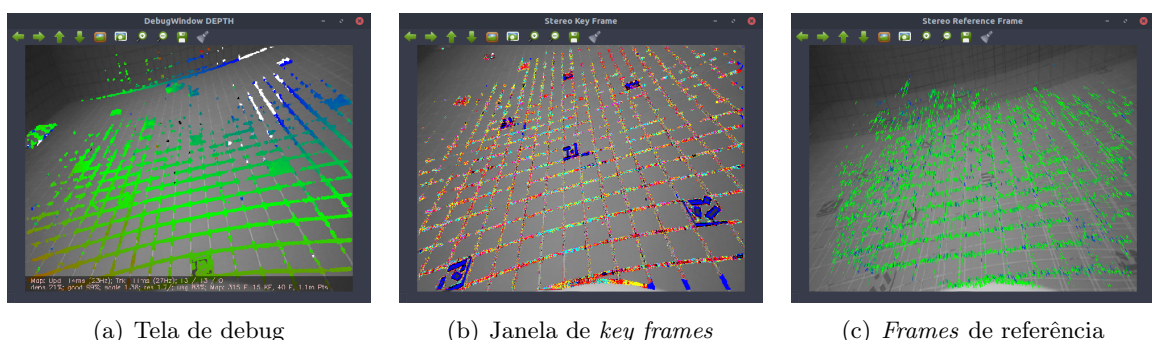 DebugWindow DEPTH
Stereo Key Frame
Stereo Reference Frame
(a) Tela de debug
(b) Janela de key frames
(c) Frames de referência